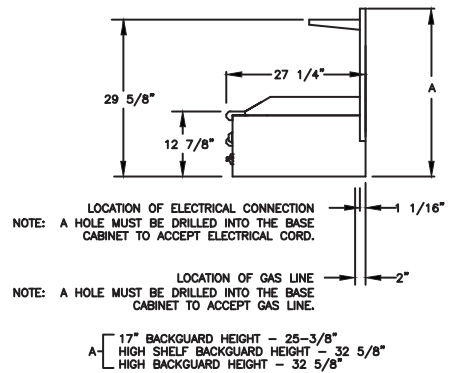 27 1/4"
A
29 5/8"
12 7/8"
LOCATION OF ELECTRICAL CONNECTION
1 1/16"
NOTE: A HOLE MUST BE DRILLED INTO THE BASE
CABINET TO ACCEPT ELECTRICAL CORD.
LOCATION OF GAS LINE
2"
NOTE: A HOLE MUST BE DRILLED INTO THE BASE
CABINET TO ACCEPT GAS LINE.
17" BACKGUARD HEIGHT - 25-3/8"
A- HIGH SHELF BACKGUARD HEIGHT - 32 5/8"
HIGH BACKGUARD HEIGHT - 32 5/8"